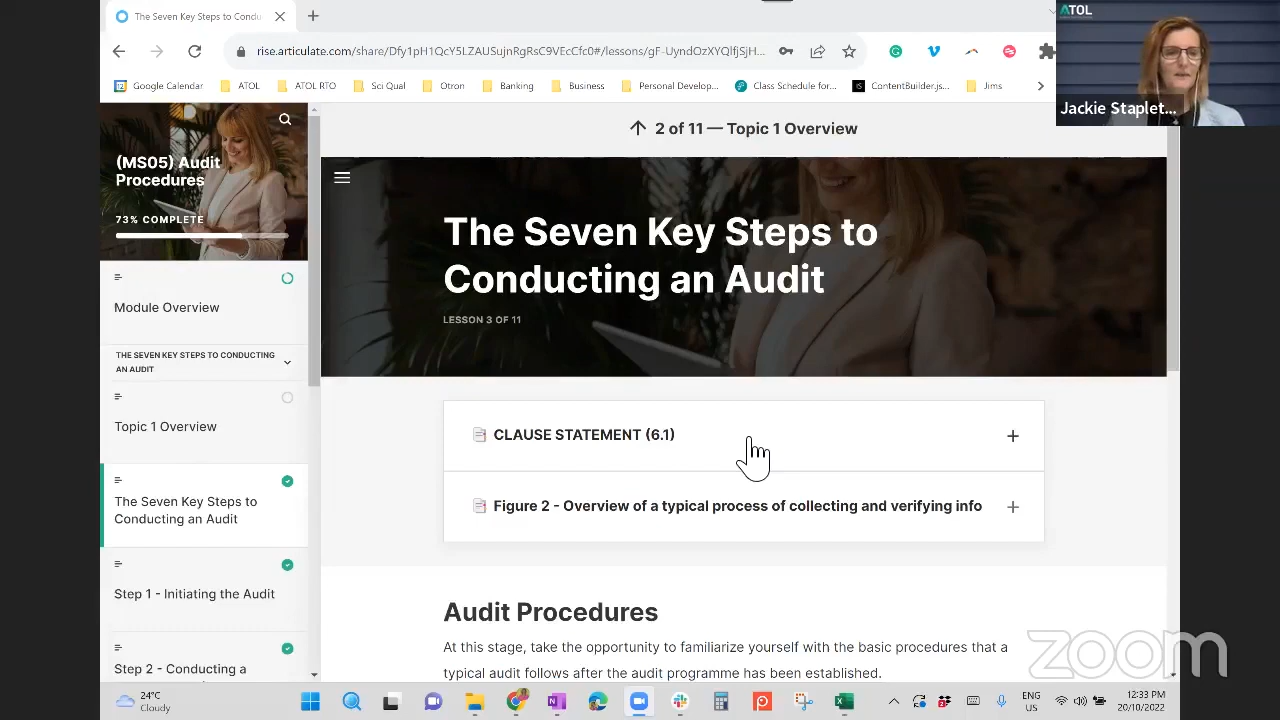 The Seven Key Steps to Condu
rise.articulate.com/share/Dfy1pH1QcY5LZAUSujnRgRsC9VEcCfc0#/lessons/gF-UyndOzXYQlfjSjH...
Google Calendar
ATOL
ATOL RTO
Sci Qual
Otron
Banking
Business
Personal Develop...
Class Schedule for...
ContentBuilder.js...
Jims
ATOL
Jackie Staplet...
(MS05) Audit
Procedures
73% COMPLETE
Module Overview
THE SEVEN KEY STEPS TO CONDUCTING
AN AUDIT
Topic 1 Overview
The Seven Key Steps to
Conducting an Audit
Step 1 - Initiating the Audit
Step 2 - Conducting a
2 of 11 — Topic 1 Overview
The Seven Key Steps to
Conducting an Audit
LESSON 3 OF 11
CLAUSE STATEMENT (6.1)
Figure 2 - Overview of a typical process of collecting and verifying info
Audit Procedures
At this stage, take the opportunity to familiarize yourself with the basic procedures that a
typical audit follows after the audit programme has been established.
zoom
24°C
Cloudy
ENG
US
12:33 PM
20/10/2022